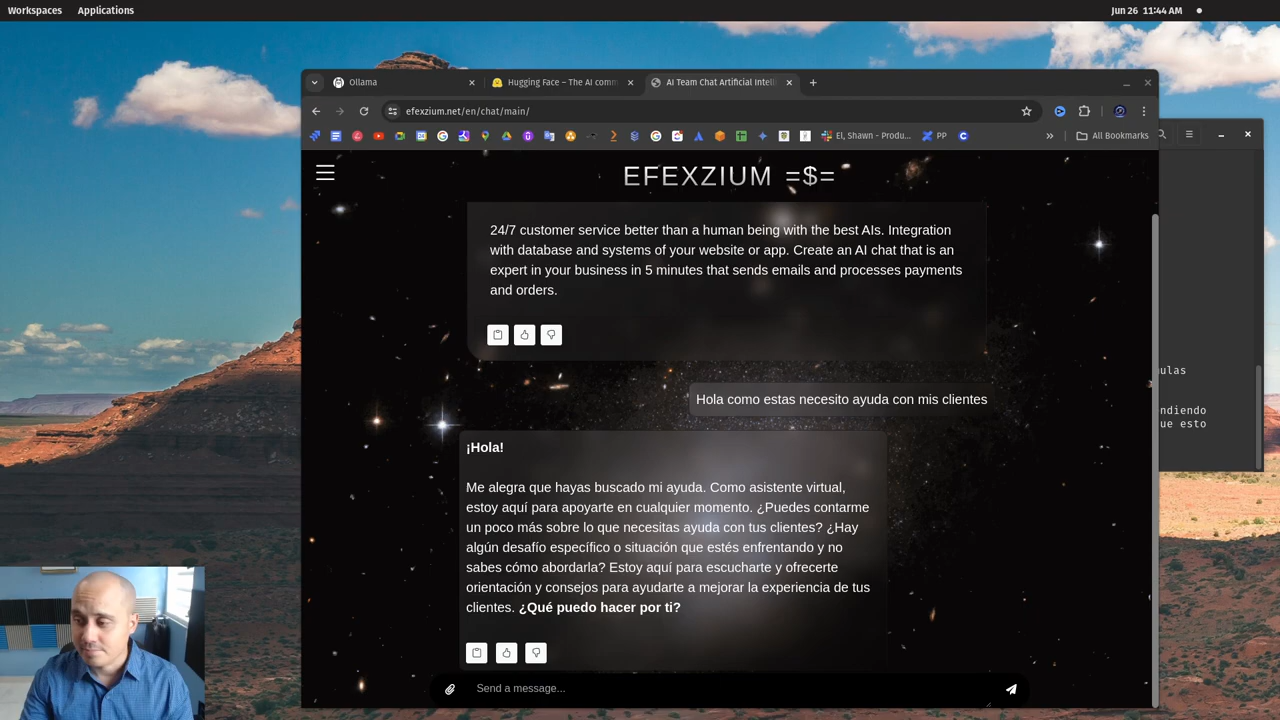 Workspaces Applications Jun 26 11:44 AM
Ollama Hugging Face – The AI comm AI Team Chat Artificial Intell
efexzium.net/en/chat/main/
El, Shawn - Produ... PP All Bookmarks
EFEXZIUM =$=
24/7 customer service better than a human being with the best AIs. Integration
with database and systems of your website or app. Create an AI chat that is an
expert in your business in 5 minutes that sends emails and processes payments
and orders.
ulas
Hola como estas necesito ayuda con mis clientes
ndiendo
ue esto
¡Hola!
Me alegra que hayas buscado mi ayuda. Como asistente virtual,
estoy aquí para apoyarte en cualquier momento. ¿Puedes contarme
un poco más sobre lo que necesitas ayuda con tus clientes? ¿Hay
algún desafío específico o situación que estés enfrentando y no
sabes cómo abordarla? Estoy aquí para escucharte y ofrecerte
orientación y consejos para ayudarte a mejorar la experiencia de tus
clientes. ¿Qué puedo hacer por ti?
Send a message...